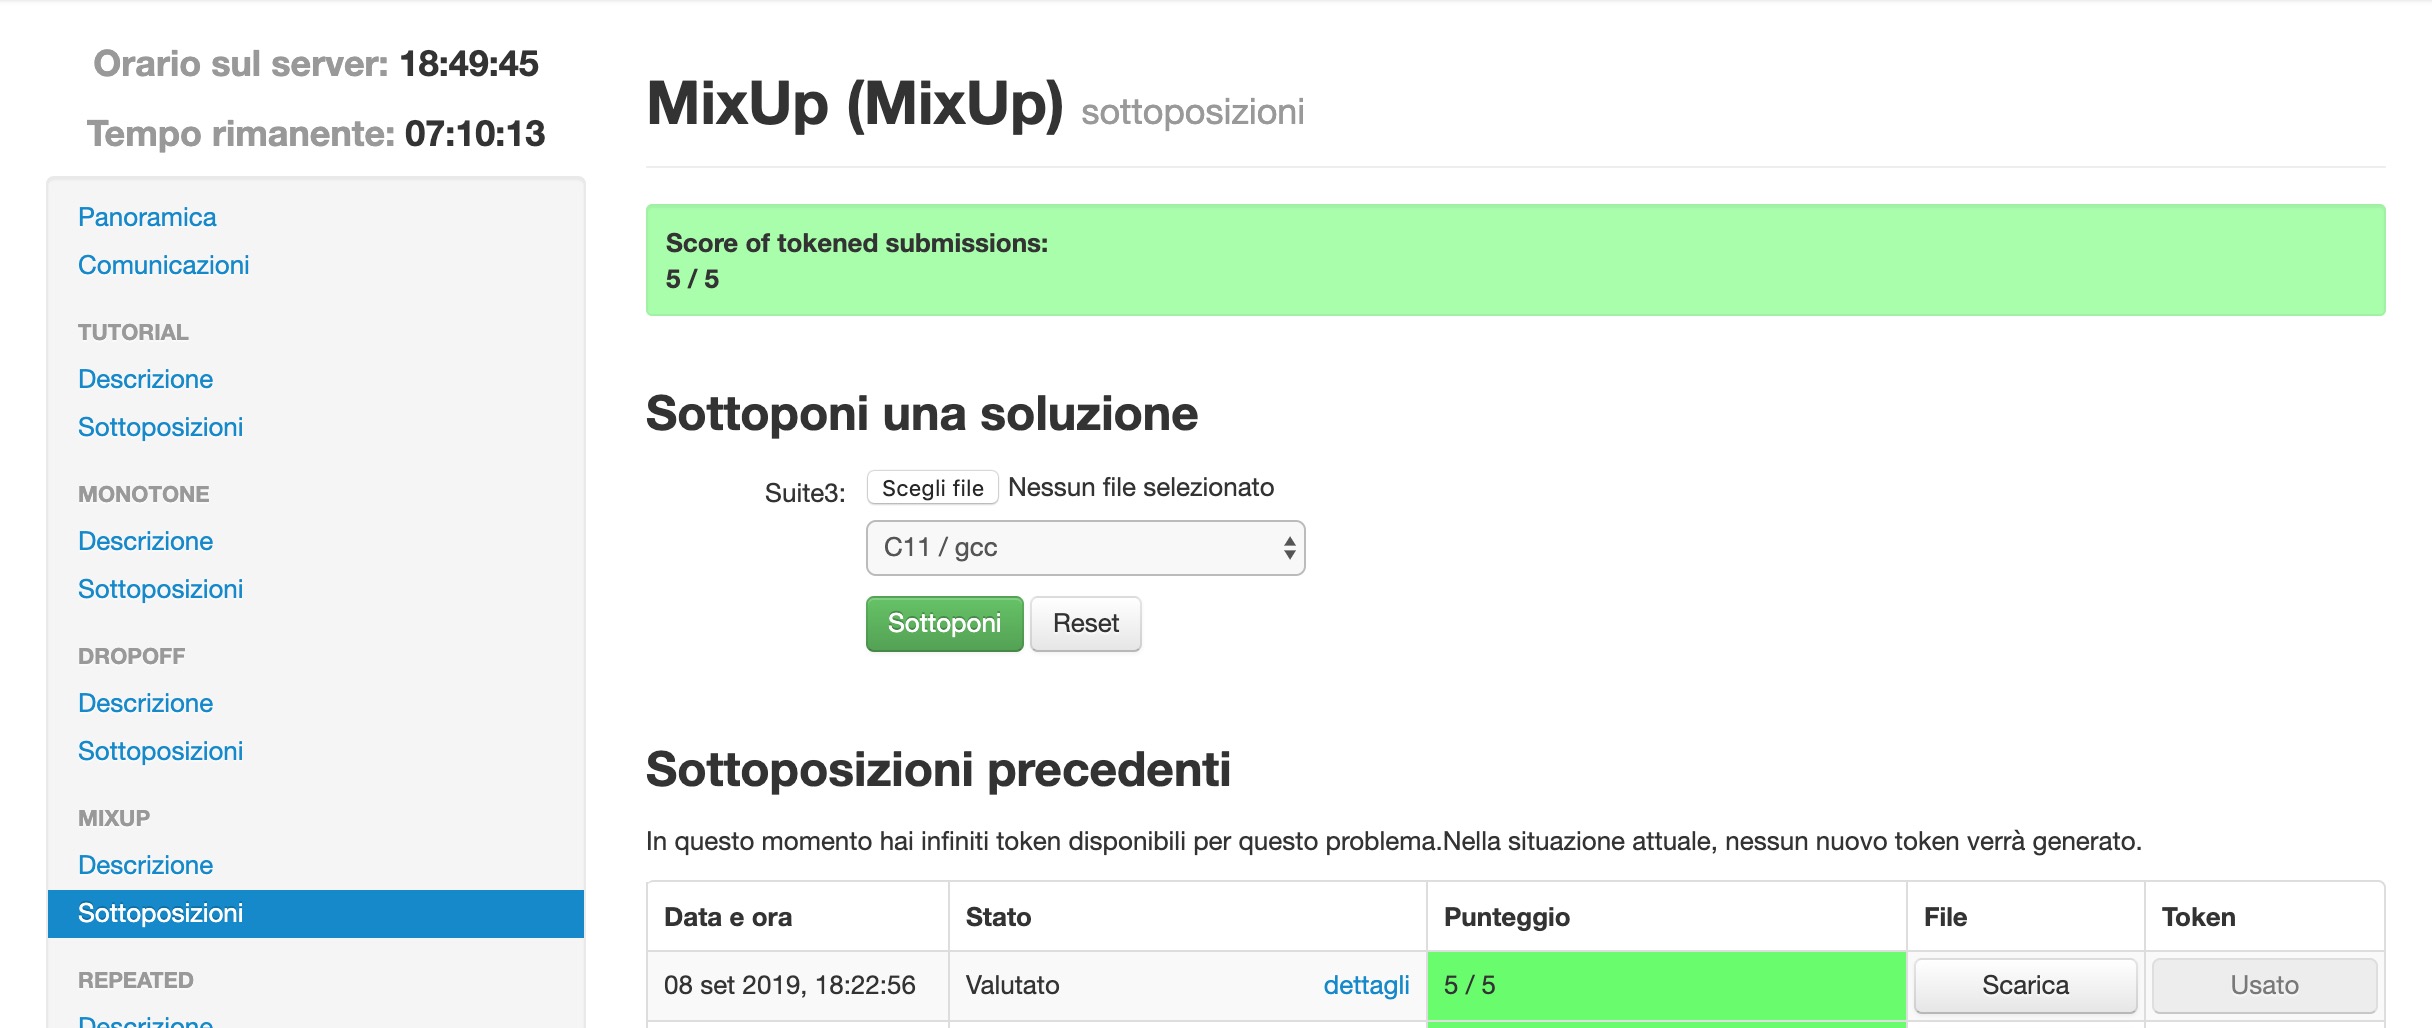 Orario sul server: 18:49:45
Tempo rimanente: 07:10:13
Panoramica
Comunicazioni
TUTORIAL
Descrizione
Sottoposizioni
MONOTONE
Descrizione
Sottoposizioni
DROPOFF
Descrizione
Sottoposizioni
MIXUP
Descrizione
Sottoposizioni
REPEATED
Descrizione
MixUp (MixUp) sottoposizioni
Score of tokened submissions:
5 / 5
Sottoponi una soluzione
Suite3: Scegli file Nessun file selezionato
C11 / gcc
Sottoponi Reset
Sottoposizioni precedenti
In questo momento hai infiniti token disponibili per questo problema.Nella situazione attuale, nessun nuovo token verrà generato.
Data e ora Stato Punteggio File Token
08 set 2019, 18:22:56 Valutato dettagli 5 / 5 Scarica Usato